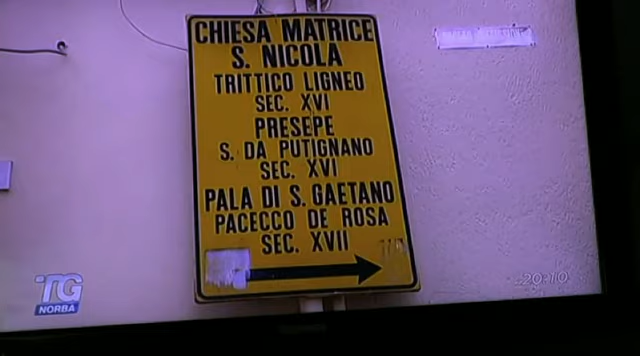 CHIESA MATRICE
S. NICOLA
TRITTICO LIGNEO
SEC. XVI
PRESEPE
S. DA PUTIGNANO
SEC. XVI
PALA DI S. GAETANO
PACECCO DE ROSA
SEC. XVII
TG
NORBA
20:10